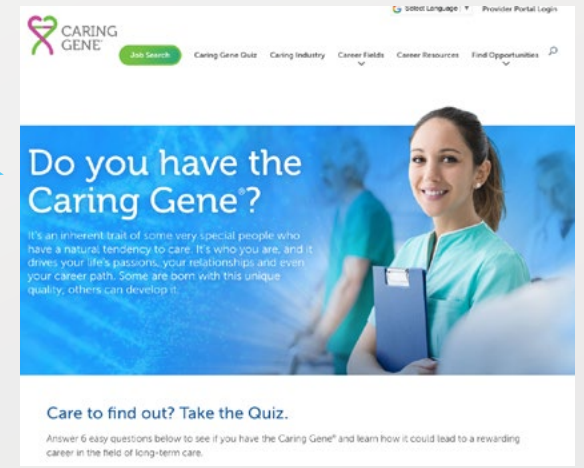 Select Language ▼ Provider Portal Login
CARING
GENE
Job Search Caring Gene Quiz Caring Industry Career Fields Career Resources Find Opportunities
Do you have the
Caring Gene®?
It's an inherent trait of some very special people who
have a natural tendency to care. It's who you are, and it
drives your life's passions, your relationships and even
your career path. Some are born with this unique
quality; others can develop it.
Care to find out? Take the Quiz.
Answer 6 easy questions below to see if you have the Caring Gene® and learn how it could lead to a rewarding
career in the field of long-term care.